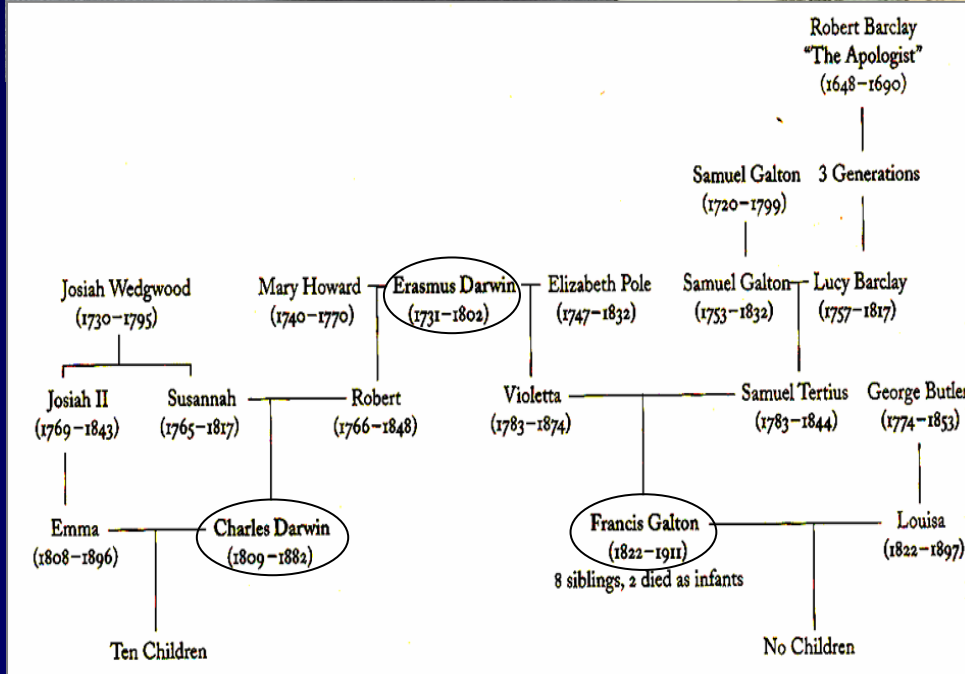 Robert Barclay
"The Apologist"
(1648–1690)
Samuel Galton
(1720–1799)
3 Generations
Josiah Wedgwood
(1730–1795)
Mary Howard
(1740–1770)
Erasmus Darwin
(1731–1802)
Elizabeth Pole
(1747–1832)
Samuel Galton
(1753–1832)
Lucy Barclay
(1757–1817)
Josiah II
(1769–1843)
Susannah
(1765–1817)
Robert
(1766–1848)
Violetta
(1783–1874)
Samuel Tertius
(1783–1844)
George Butler
(1774–1853)
Emma
(1808–1896)
Charles Darwin
(1809–1882)
Francis Galton
(1822–1911)
8 siblings, 2 died as infants
Louisa
(1822–1897)
Ten Children
No Children